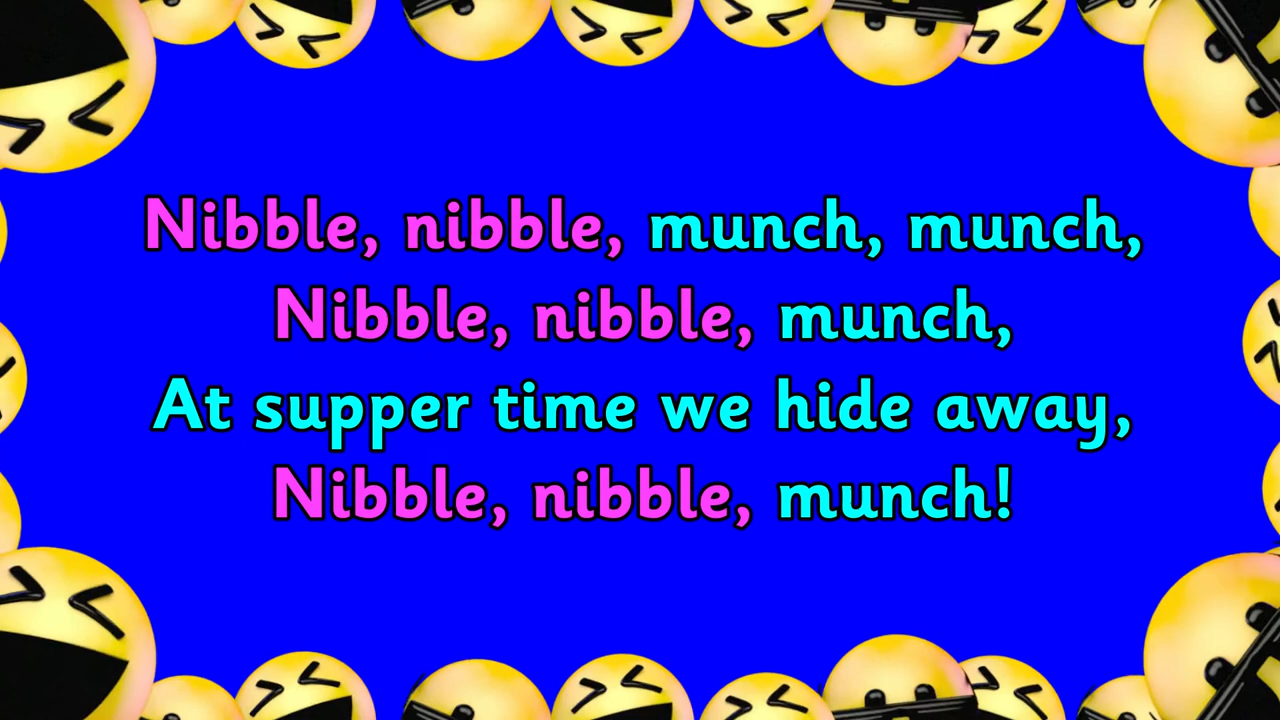 Nibble, nibble, munch, munch,
Nibble, nibble, munch,
At supper time we hide away,
Nibble, nibble, munch!